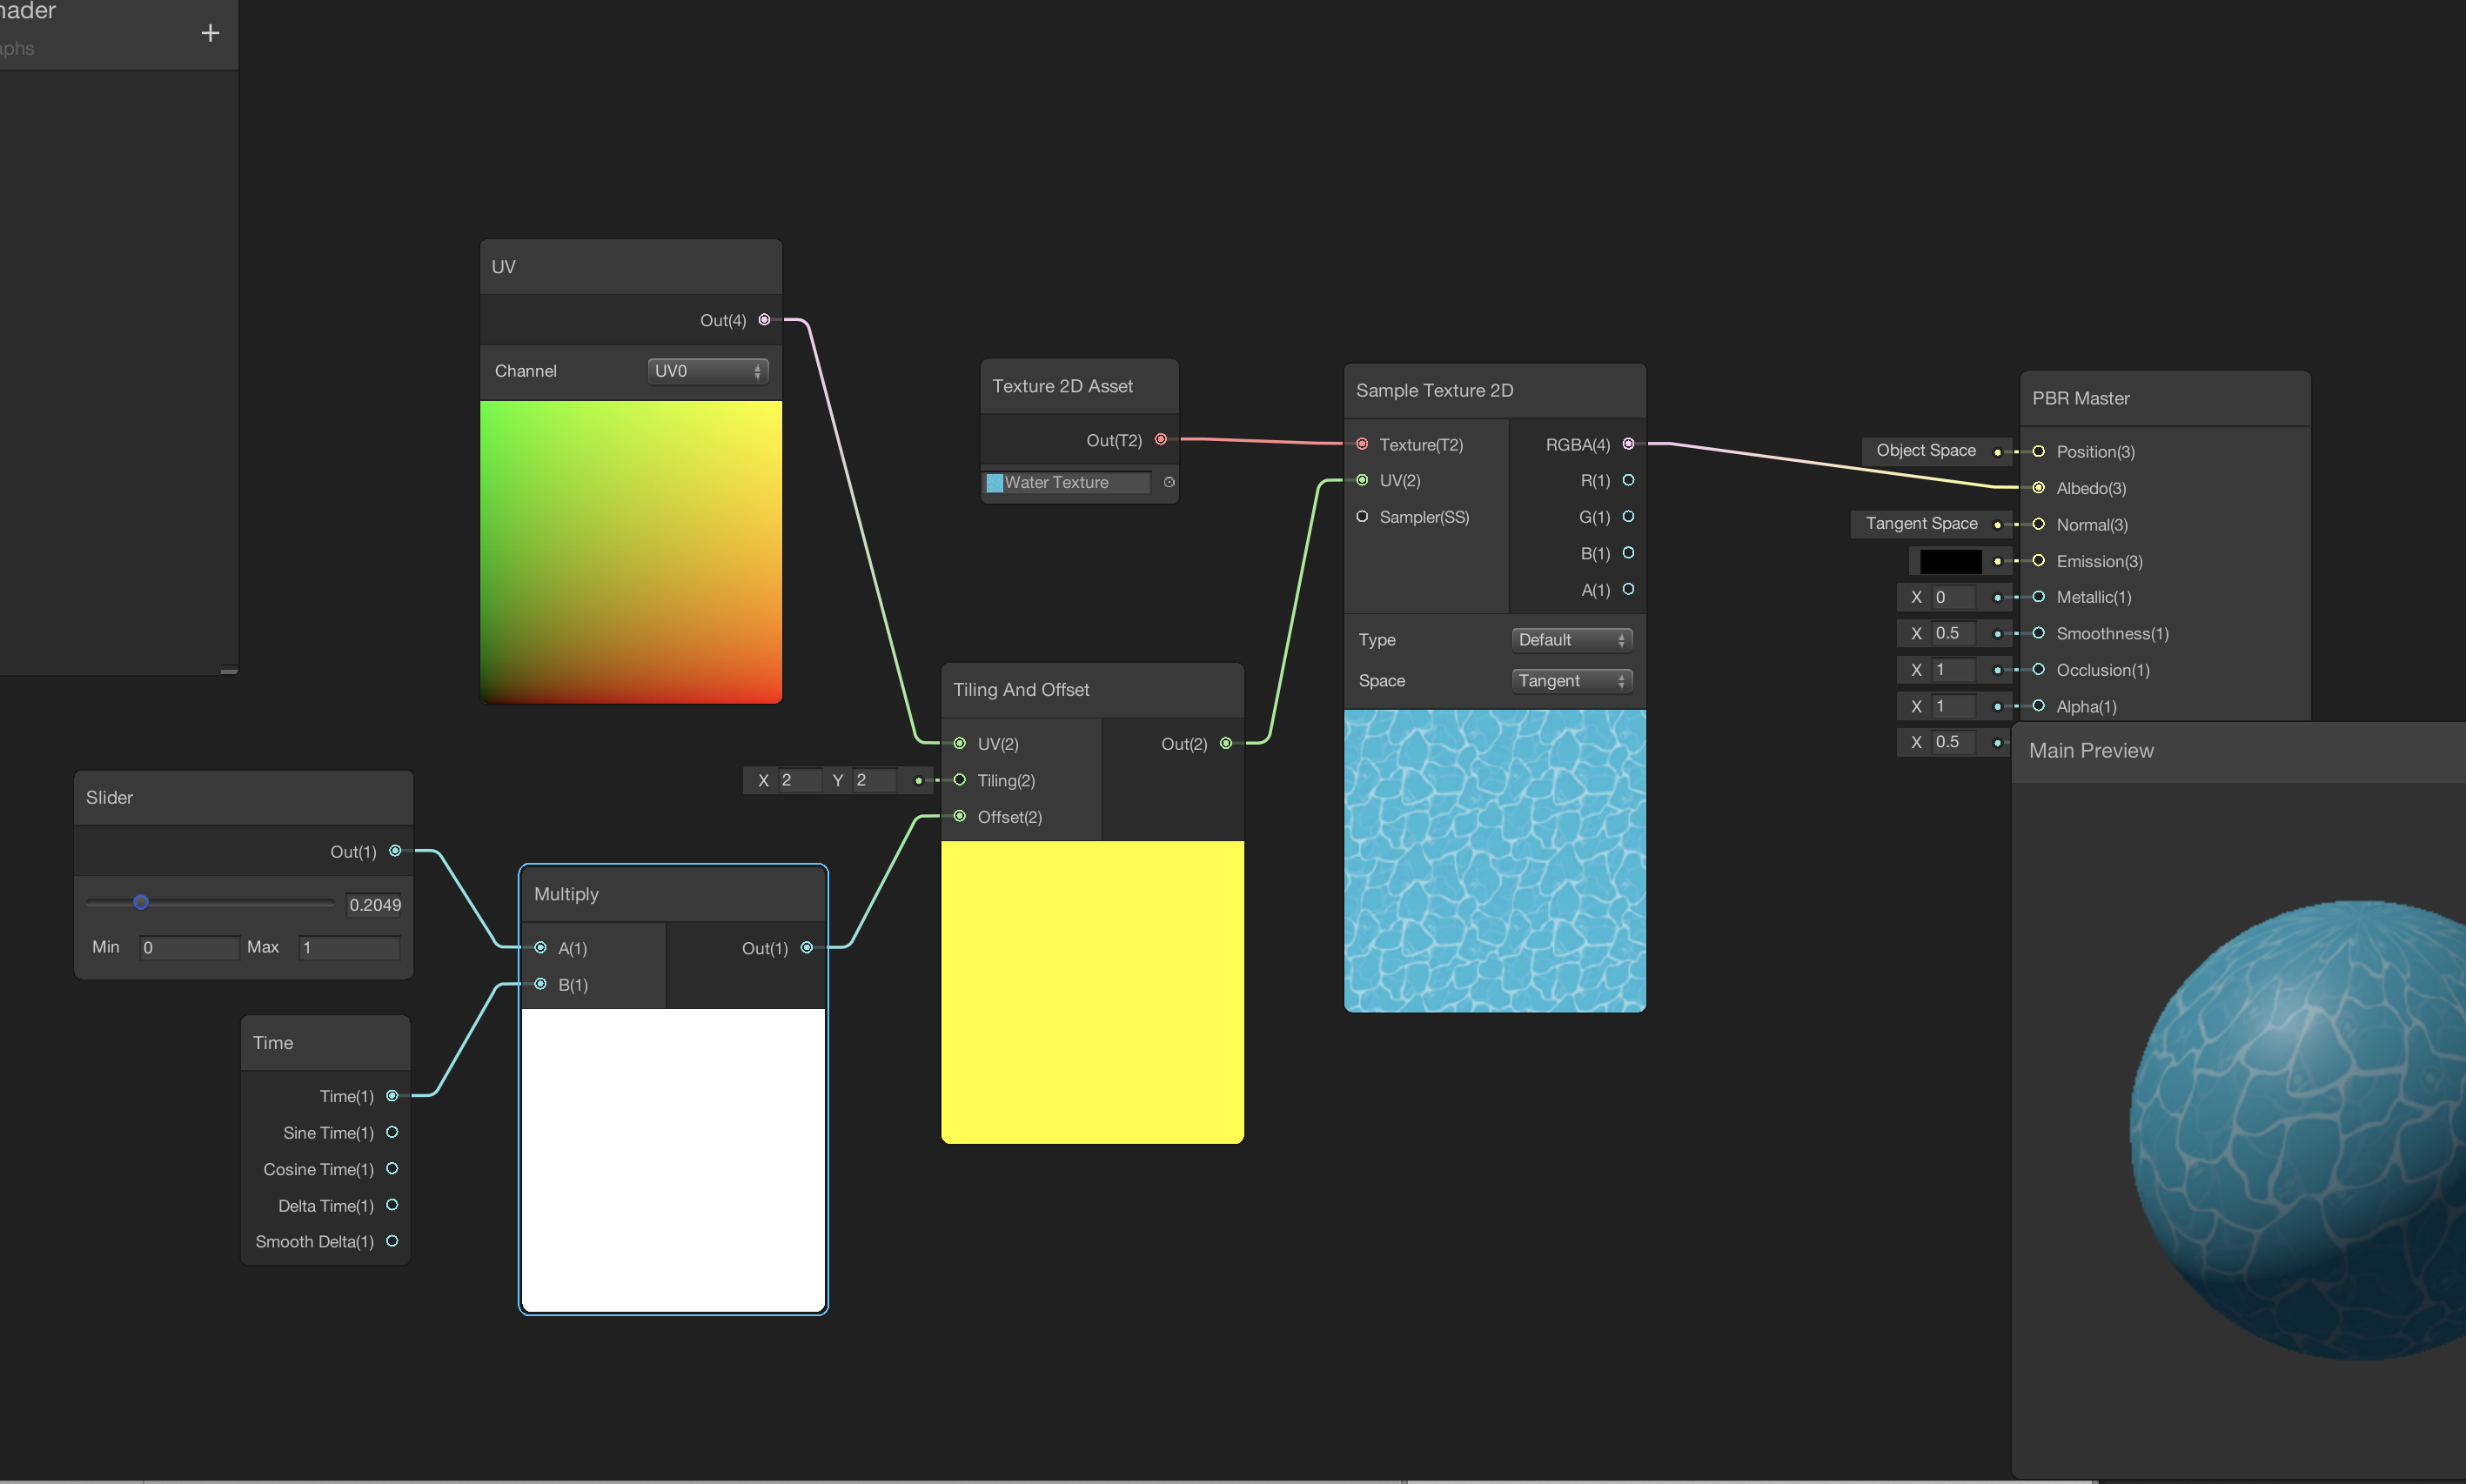 UV
Out(4)
Channel
UV0
Texture 2D Asset
Out(T2)
Water Texture
Sample Texture 2D
Texture(T2)
RGBA(4)
UV(2)
R(1)
Sampler(SS)
G(1)
B(1)
A(1)
Type
Default
Space
Tangent
PBR Master
Object Space
Position(3)
Albedo(3)
Tangent Space
Normal(3)
Emission(3)
X 0
Metallic(1)
X 0.5
Smoothness(1)
X 1
Occlusion(1)
X 1
Alpha(1)
X 0.5
Main Preview
Tiling And Offset
UV(2)
Out(2)
X 2 Y 2
Tiling(2)
Offset(2)
Slider
Out(1)
0.2049
Min 0 Max 1
Multiply
A(1)
Out(1)
B(1)
Time
Time(1)
Sine Time(1)
Cosine Time(1)
Delta Time(1)
Smooth Delta(1)